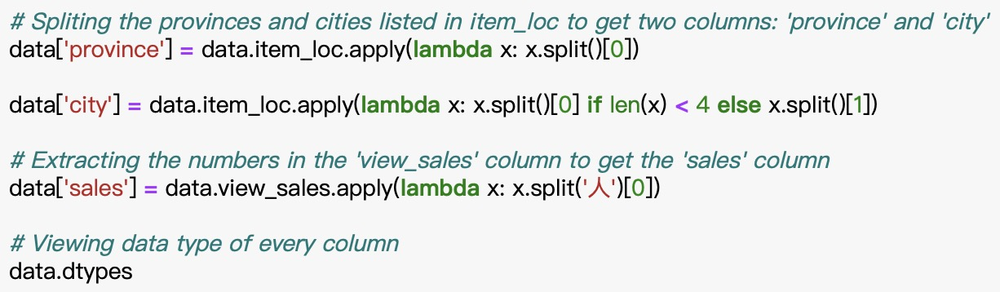 # Spliting the provinces and cities listed in item_loc to get two columns: 'province' and 'city'
data['province'] = data.item_loc.apply(lambda x: x.split()[0])
data['city'] = data.item_loc.apply(lambda x: x.split()[0] if len(x) < 4 else x.split()[1])
# Extracting the numbers in the 'view_sales' column to get the 'sales' column
data['sales'] = data.view_sales.apply(lambda x: x.split('人')[0])
# Viewing data type of every column
data.dtypes